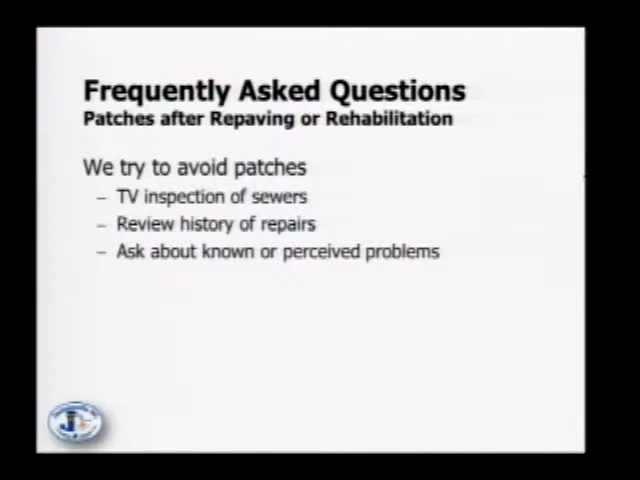 Frequently Asked Questions
Patches after Repaving or Rehabilitation
We try to avoid patches
– TV inspection of sewers
– Review history of repairs
– Ask about known or perceived problems